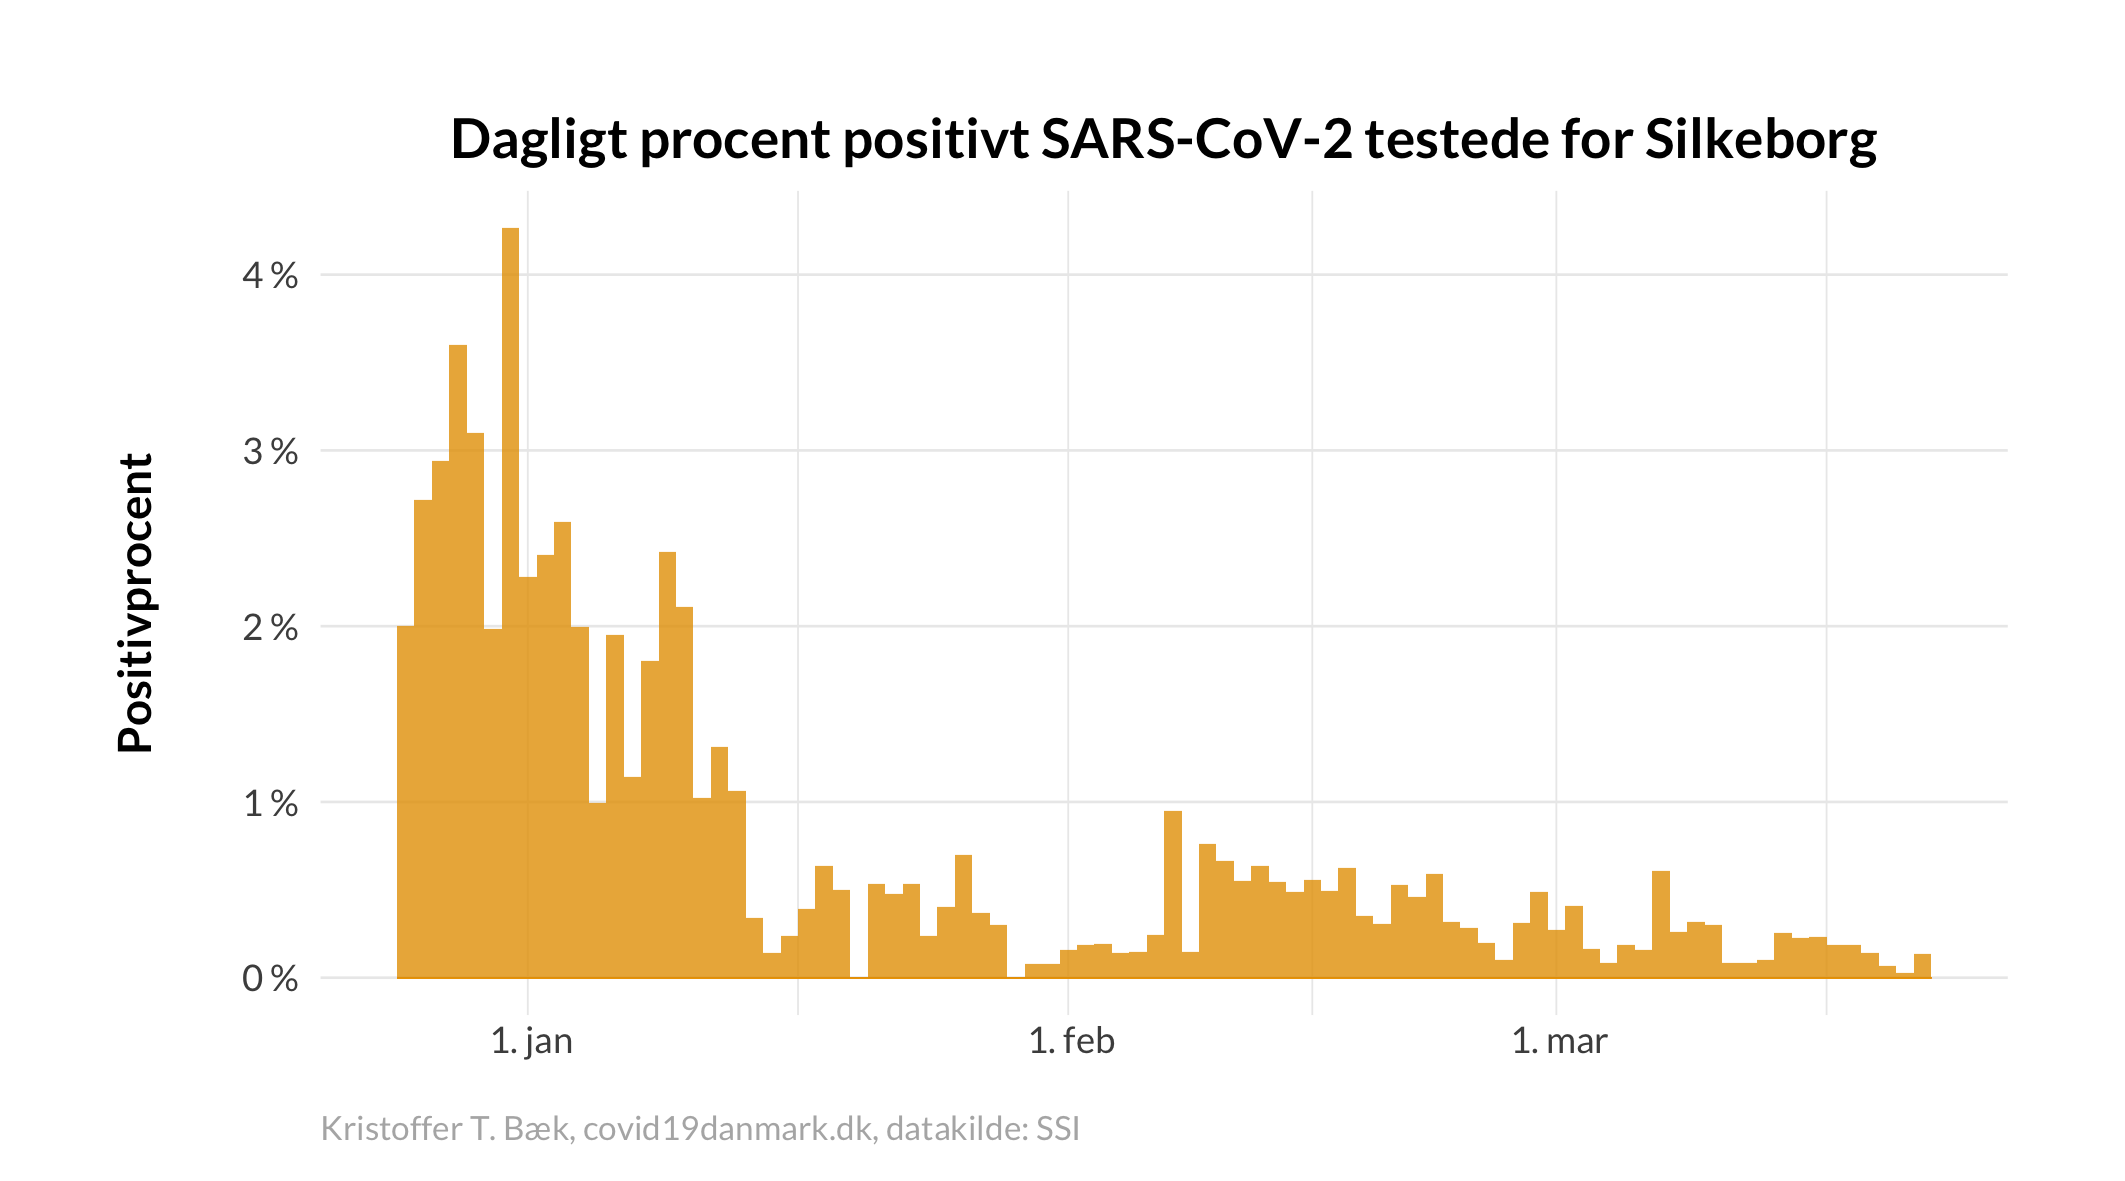 Dagligt procent positivt SARS-CoV-2 testede for Silkeborg
Positivprocent
4 %
3 %
2 %
1 %
0 %
1. jan
1. feb
1. mar
Kristoffer T. Bæk, covid19danmark.dk, datakilde: SSI